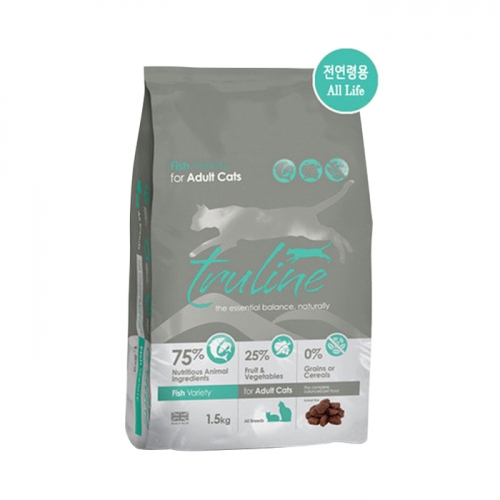 전연령용
All Life
Fish
for Adult Cats
truline
the essential balance, naturally
75%
Nutritious Animal
Ingredients
25%
Fruit &
Vegetables
0%
Grains or
Cereals
Fish Variety
for Adult Cats
1.5kg
All Breeds